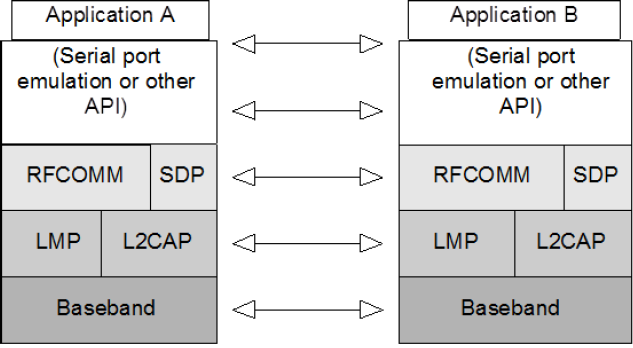 Application A
(Serial port
emulation or other
API)
RFCOMM
SDP
LMP
L2CAP
Baseband
Application B
(Serial port
emulation or other
API)
RFCOMM
SDP
LMP
L2CAP
Baseband